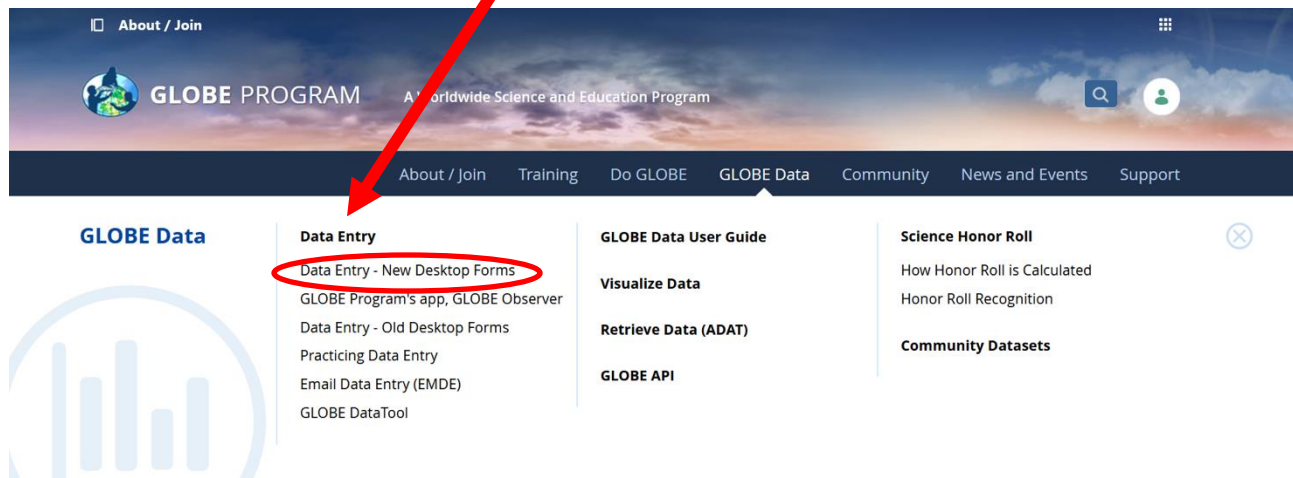 About / Join
GLOBE PROGRAM
A Worldwide Science and Education Program
About / Join Training Do GLOBE GLOBE Data Community News and Events Support
GLOBE Data
Data Entry
Data Entry - New Desktop Forms
GLOBE Program's app, GLOBE Observer
Data Entry - Old Desktop Forms
Practicing Data Entry
Email Data Entry (EMDE)
GLOBE DataTool
GLOBE Data User Guide
Visualize Data
Retrieve Data (ADAT)
GLOBE API
Science Honor Roll
How Honor Roll is Calculated
Honor Roll Recognition
Community Datasets